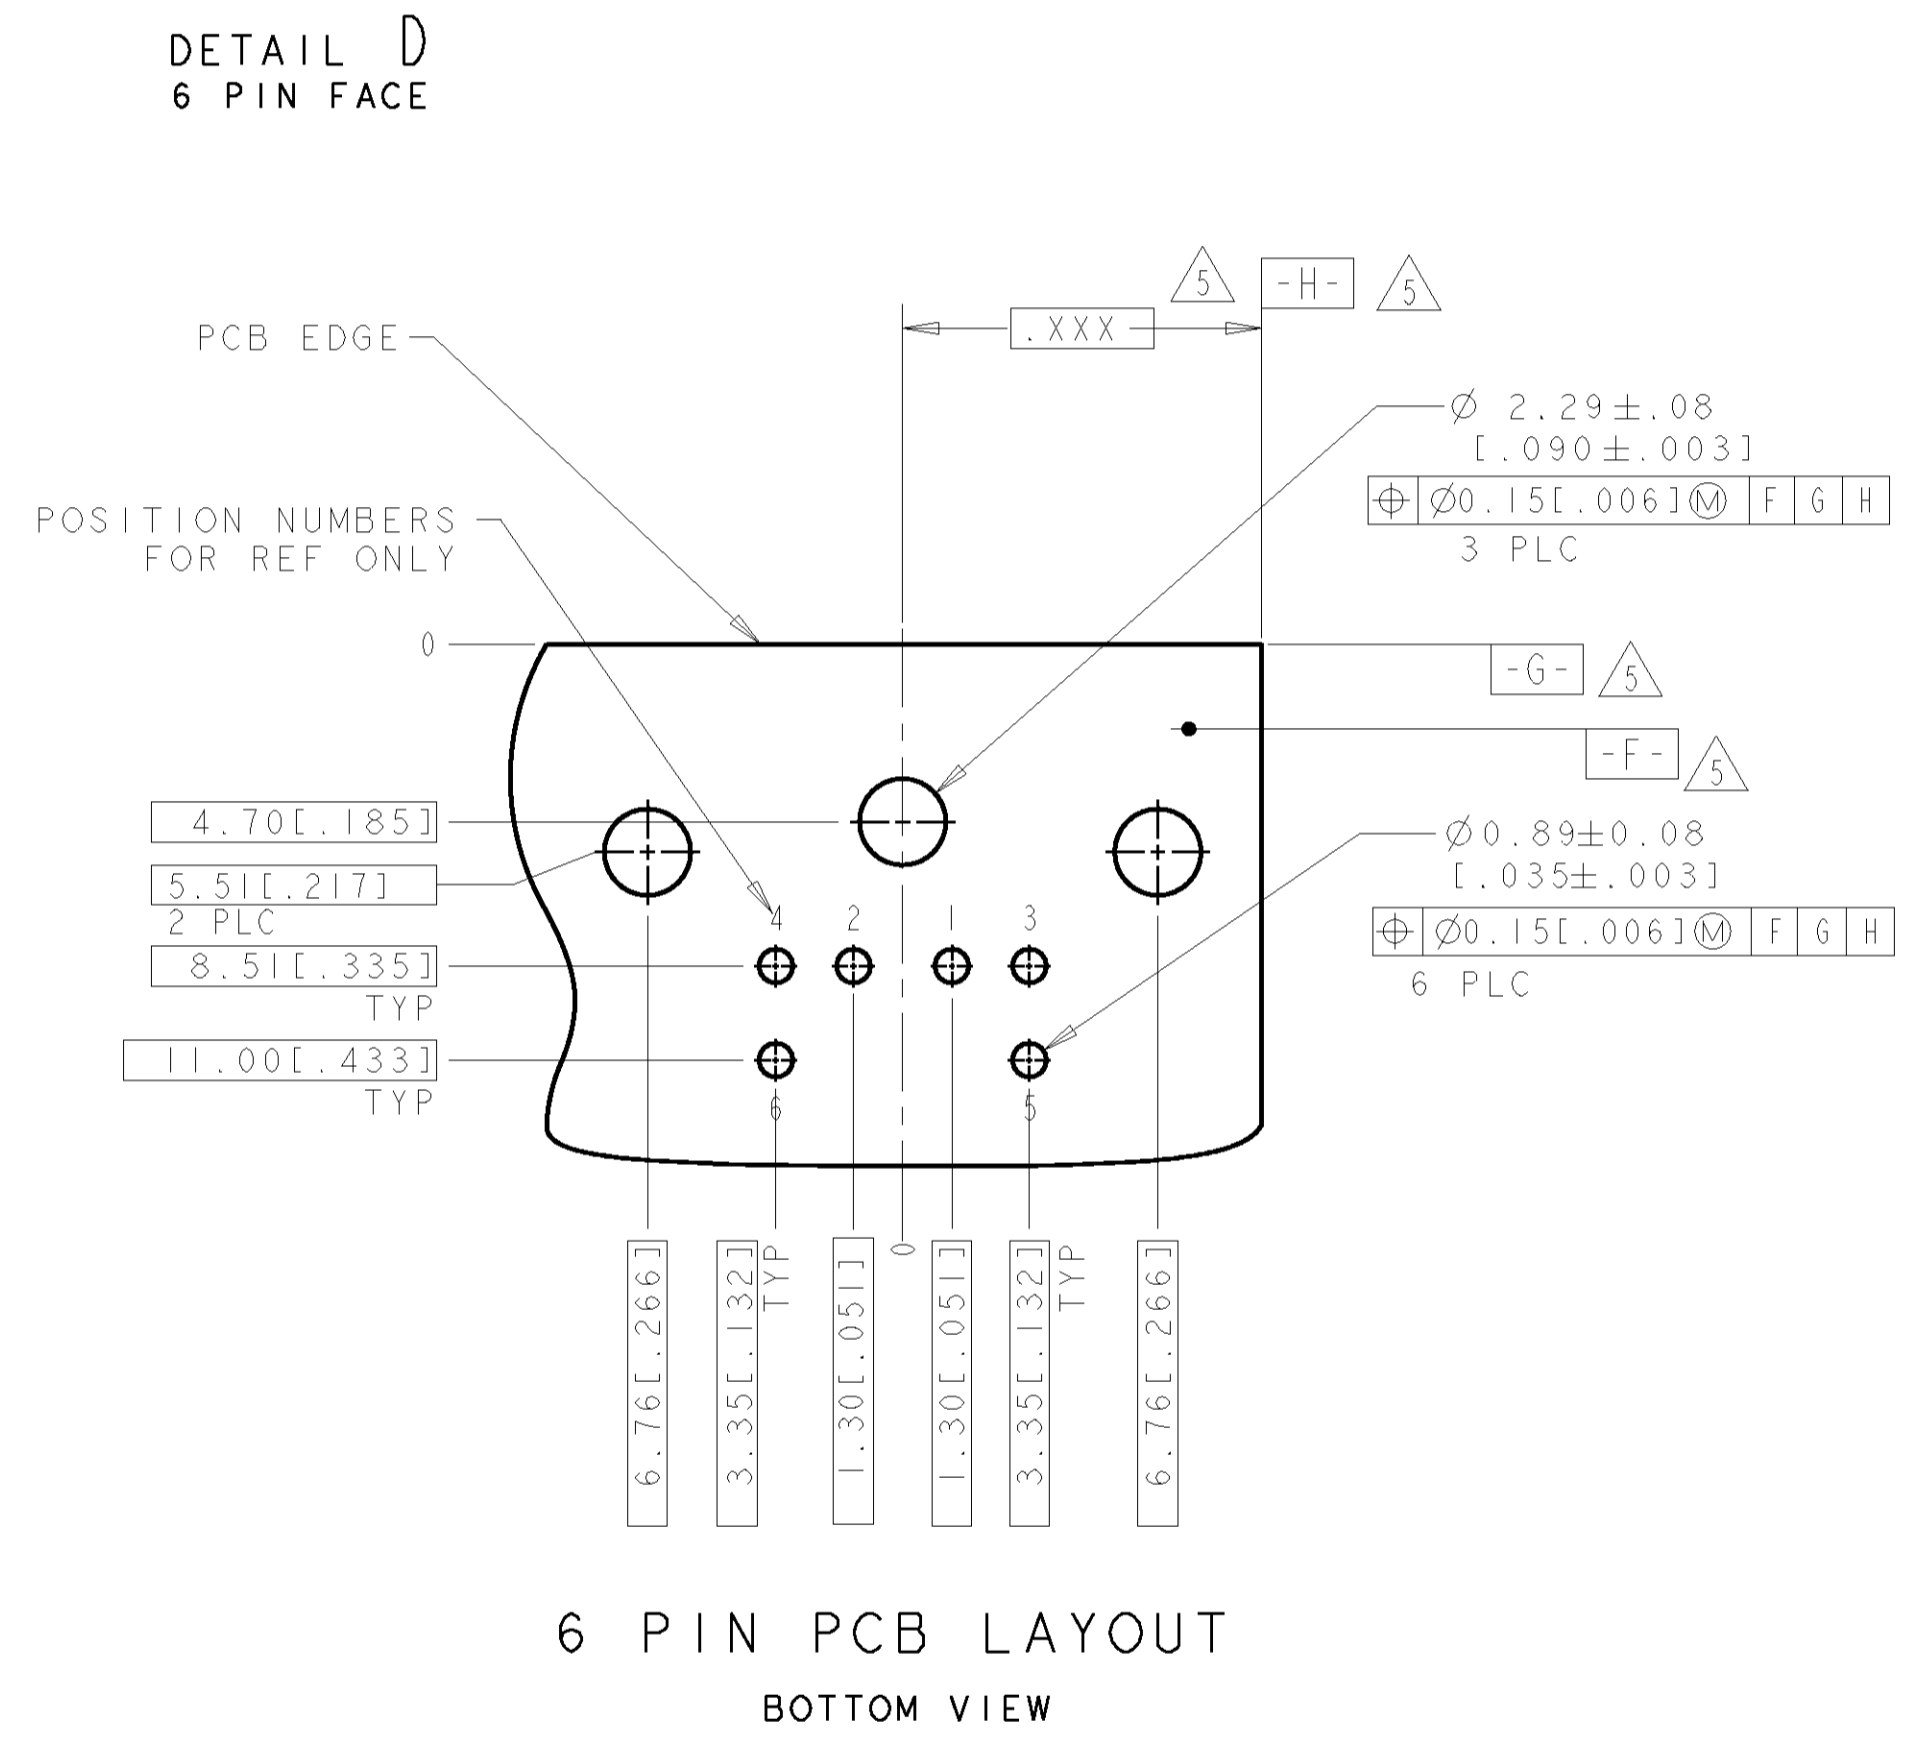 DETAIL D
6 PIN FACE
5
-H-
5
.XXX
PCB EDGE
Ø 2.29±.08
[.090±.003]
⌖ Ø0.15[.006]Ⓜ F G H
3 PLC
POSITION NUMBERS
FOR REF ONLY
0
-G-
5
-F-
5
4.70[.185]
5.51[.217]
2 PLC
8.51[.335]
TYP
11.00[.433]
TYP
Ø0.89±0.08
[.035±.003]
⌖ Ø0.15[.006]Ⓜ F G H
6 PLC
4 2 1 3
6 5
6.76[.266]
3.35[.132]
TYP
1.30[.051]
0
1.30[.051]
3.35[.132]
TYP
6.76[.266]
6 PIN PCB LAYOUT
BOTTOM VIEW